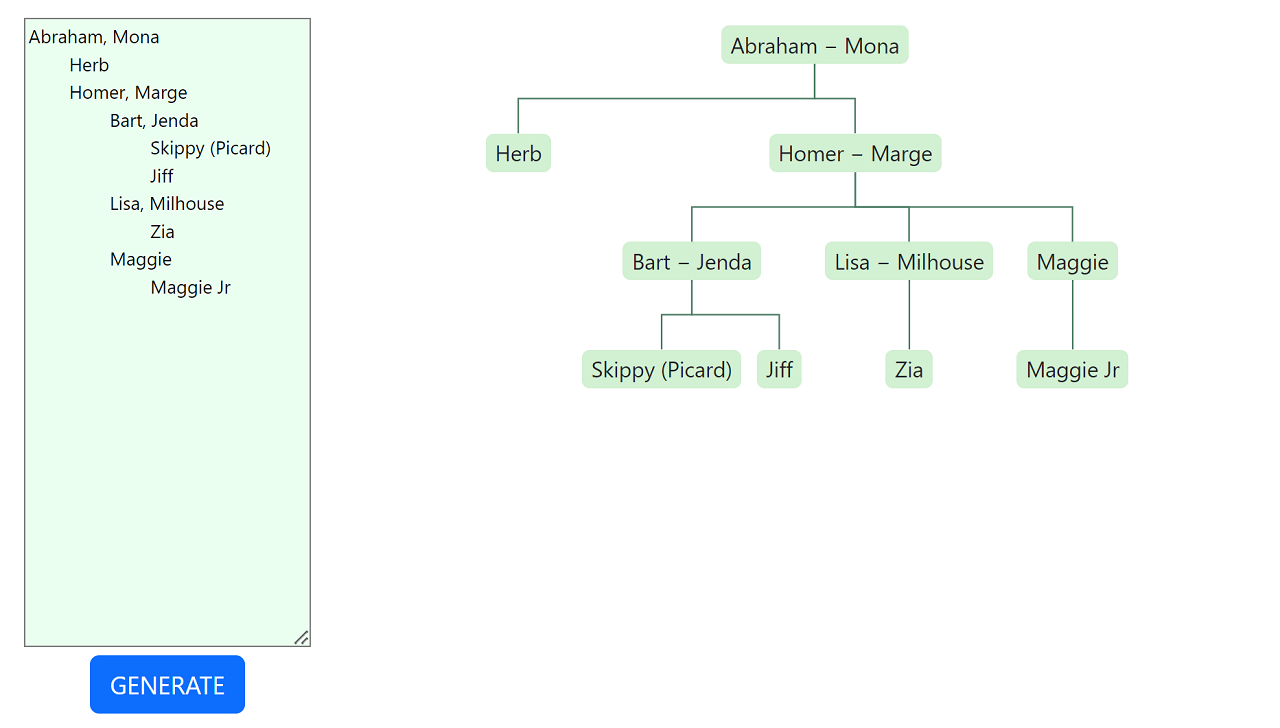 Abraham, Mona
Herb
Homer, Marge
Bart, Jenda
Skippy (Picard)
Jiff
Lisa, Milhouse
Zia
Maggie
Maggie Jr
GENERATE
Abraham – Mona
Herb
Homer – Marge
Bart – Jenda
Lisa – Milhouse
Maggie
Skippy (Picard)
Jiff
Zia
Maggie Jr